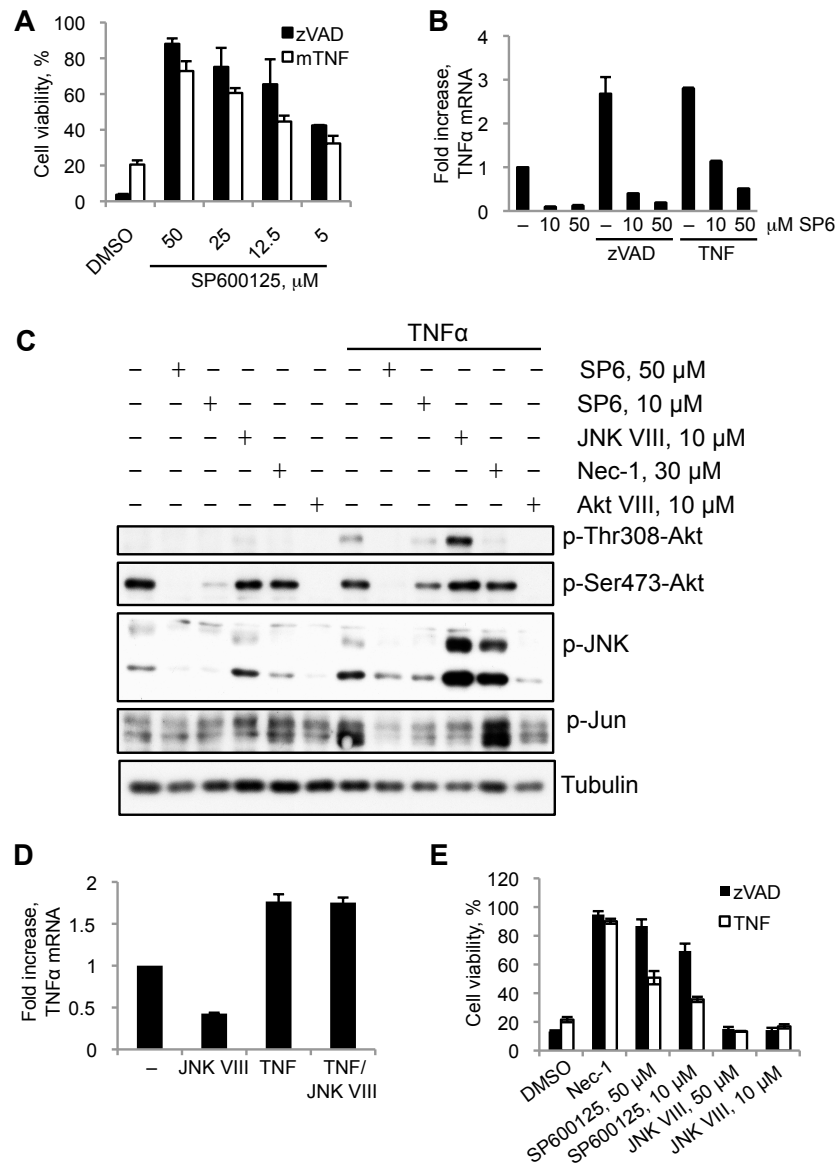 A
Cell viability, %
100
80
60
40
20
0
zVAD
mTNF
DMSO
50
25
12.5
5
SP600125, μM
B
Fold increase,
TNFα mRNA
4
3
2
1
0
– 10 50 – 10 50 – 10 50 μM SP6
zVAD TNF
C
TNFα
– + – – – – – + – – – – SP6, 50 μM
– – + – – – – – + – – – SP6, 10 μM
– – – + – – – – – + – – JNK VIII, 10 μM
– – – – + – – – – – + – Nec-1, 30 μM
– – – – – + – – – – – + Akt VIII, 10 μM
p-Thr308-Akt
p-Ser473-Akt
p-JNK
p-Jun
Tubulin
D
Fold increase,
TNFα mRNA
2
1.5
1
0.5
0
– JNK VIII TNF TNF/
JNK VIII
E
Cell viability, %
120
100
80
60
40
20
0
zVAD
TNF
DMSO
Nec-1
SP600125, 50 μM
SP600125, 10 μM
JNK VIII, 50 μM
JNK VIII, 10 μM